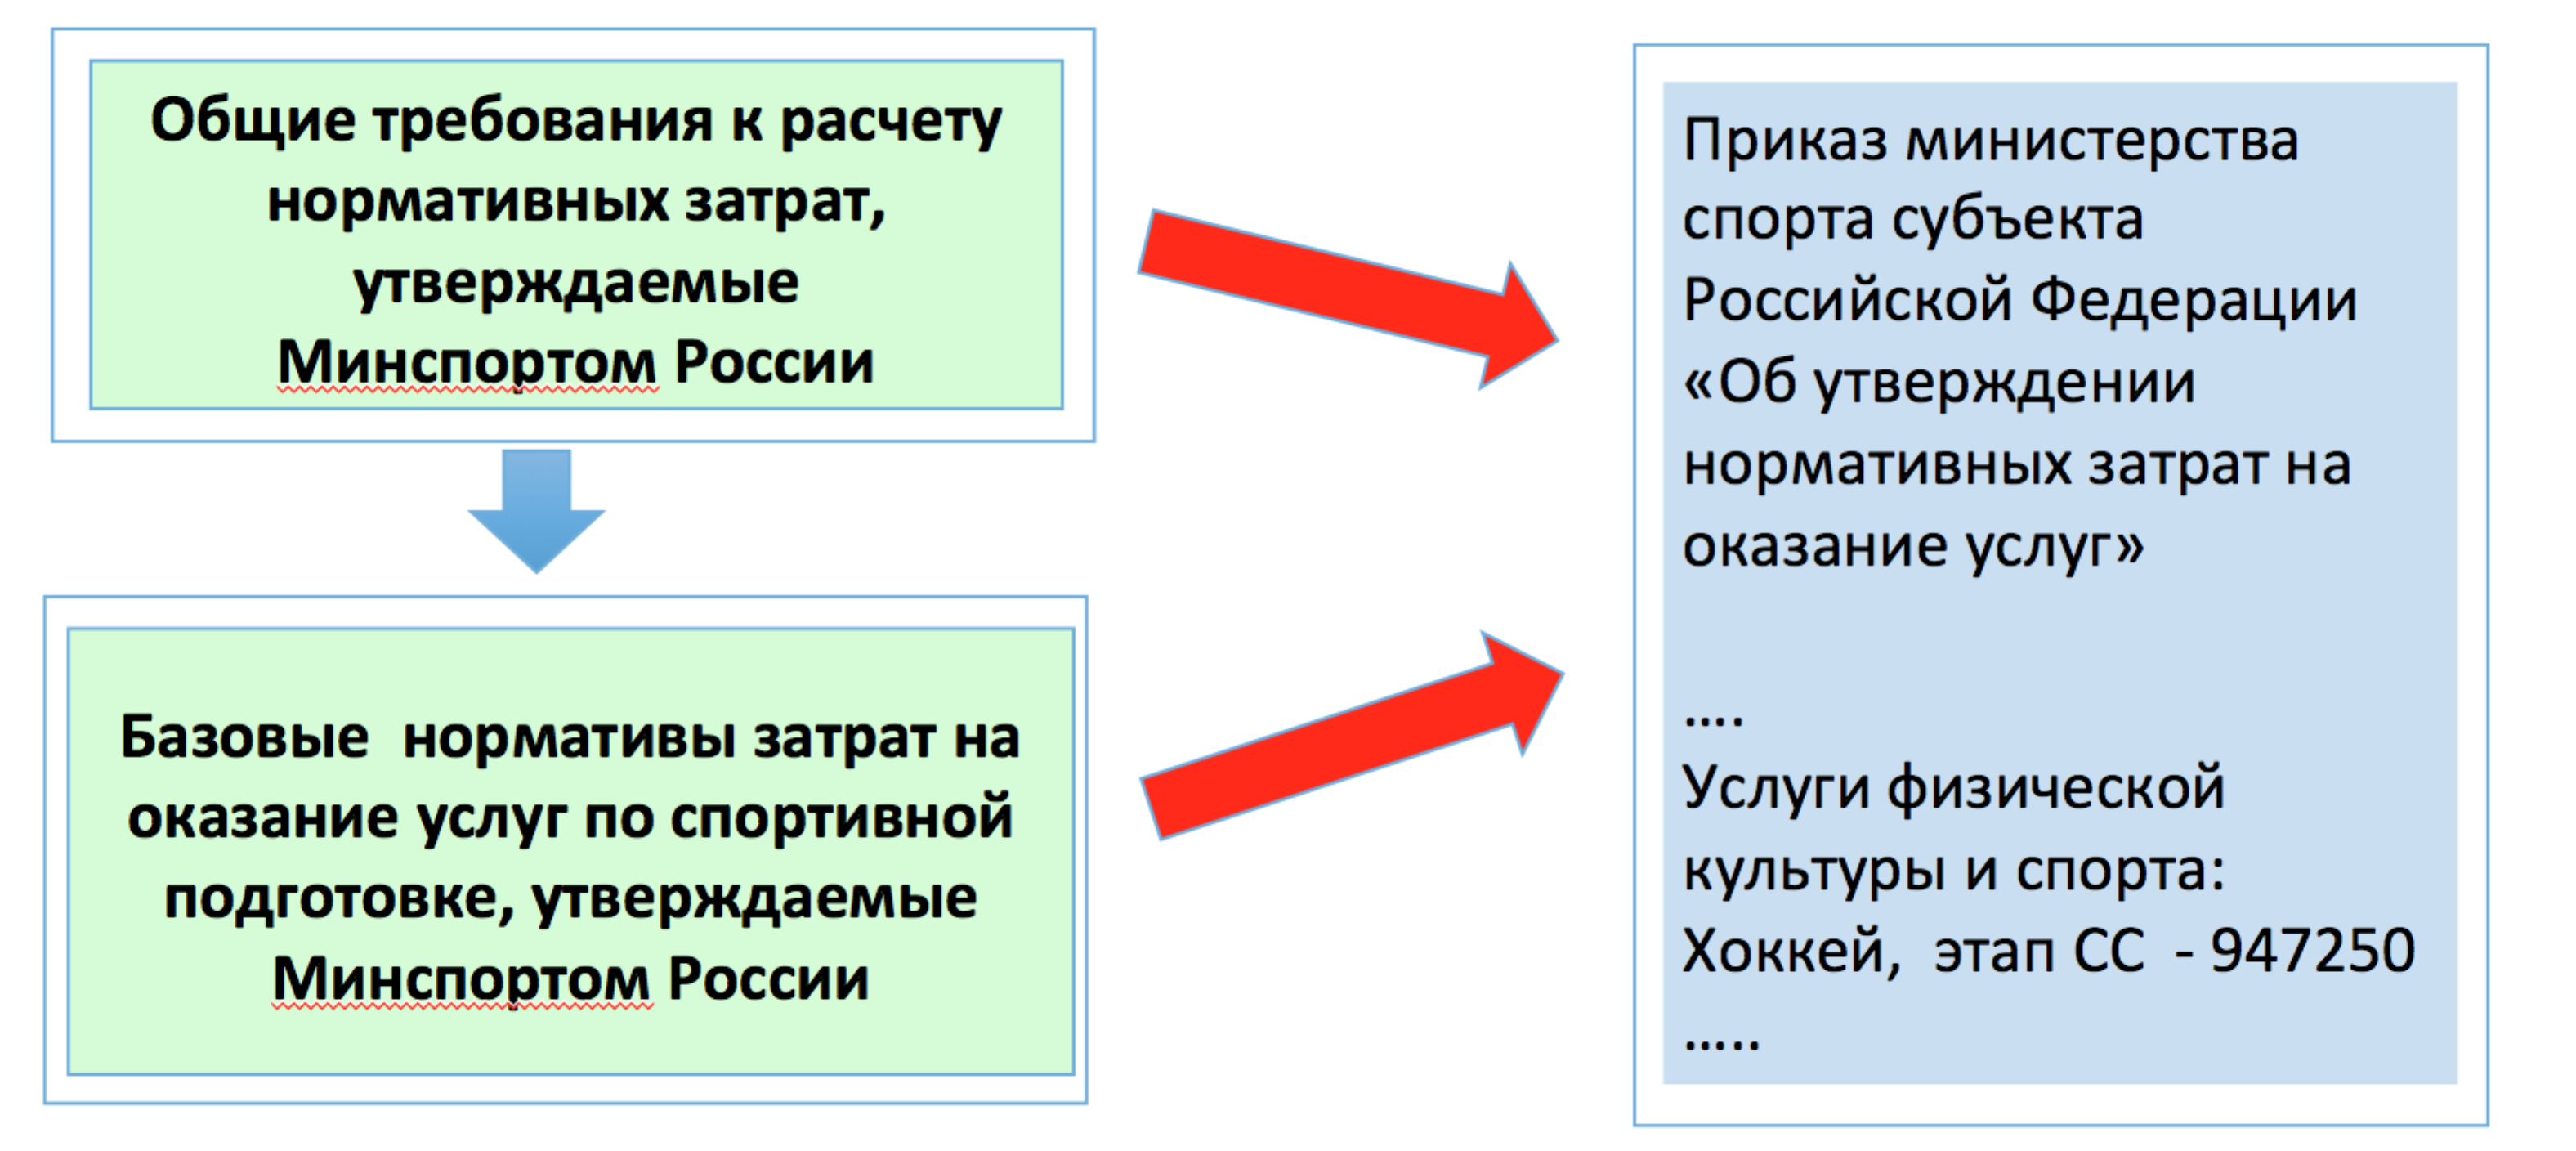 Общие требования к расчету
нормативных затрат,
утверждаемые
Минспортом России
Базовые  нормативы затрат на
оказание услуг по спортивной
подготовке, утверждаемые
Минспортом России
Приказ министерства
спорта субъекта
Российской Федерации
«Об утверждении
нормативных затрат на
оказание услуг»
....
Услуги физической
культуры и спорта:
Хоккей,  этап СС  - 947250
.....